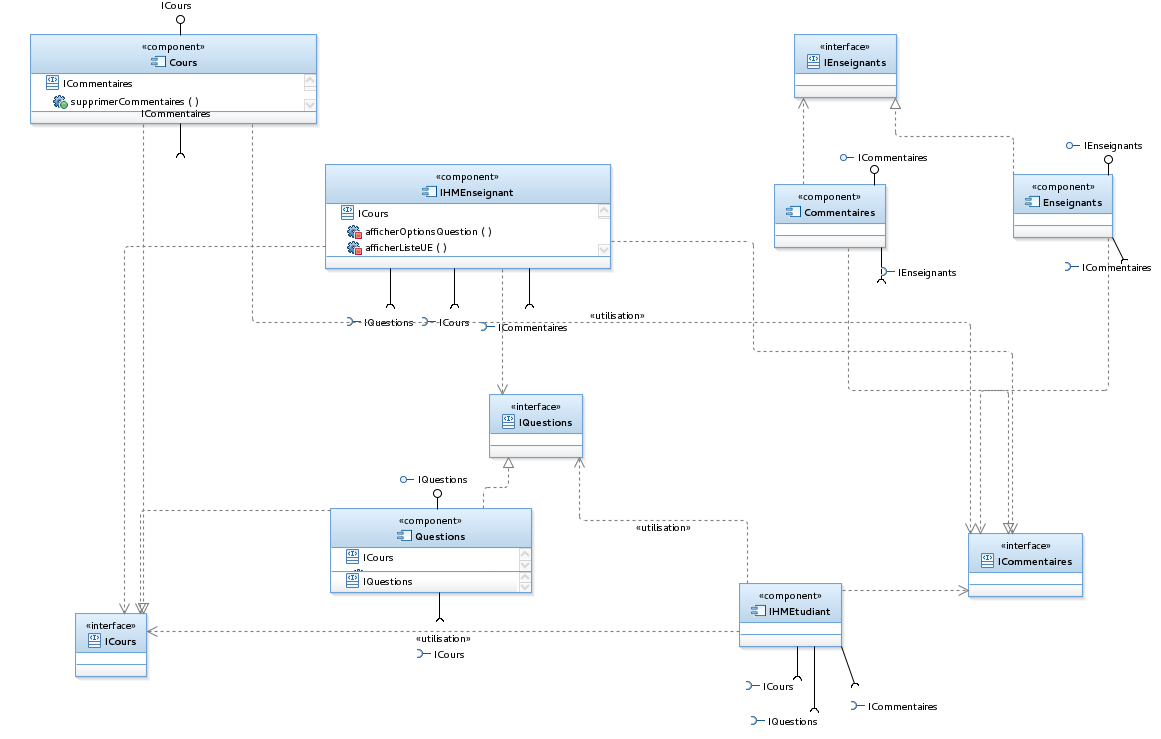 ICours
«component»
Cours
ICommentaires
supprimerCommentaires ( )
ICommentaires
«interface»
IEnseignants
IEnseignants
«component»
Enseignants
ICommentaires
ICommentaires
«component»
Commentaires
IEnseignants
«component»
IHMEnseignant
ICours
afficherOptionsQuestion ( )
afficherListeUE ( )
IQuestions
ICours
ICommentaires
«utilisation»
«interface»
IQuestions
IQuestions
«component»
Questions
ICours
IQuestions
«utilisation»
«interface»
ICommentaires
«component»
IHMEtudiant
«interface»
ICours
«utilisation»
ICours
ICours
IQuestions
ICommentaires